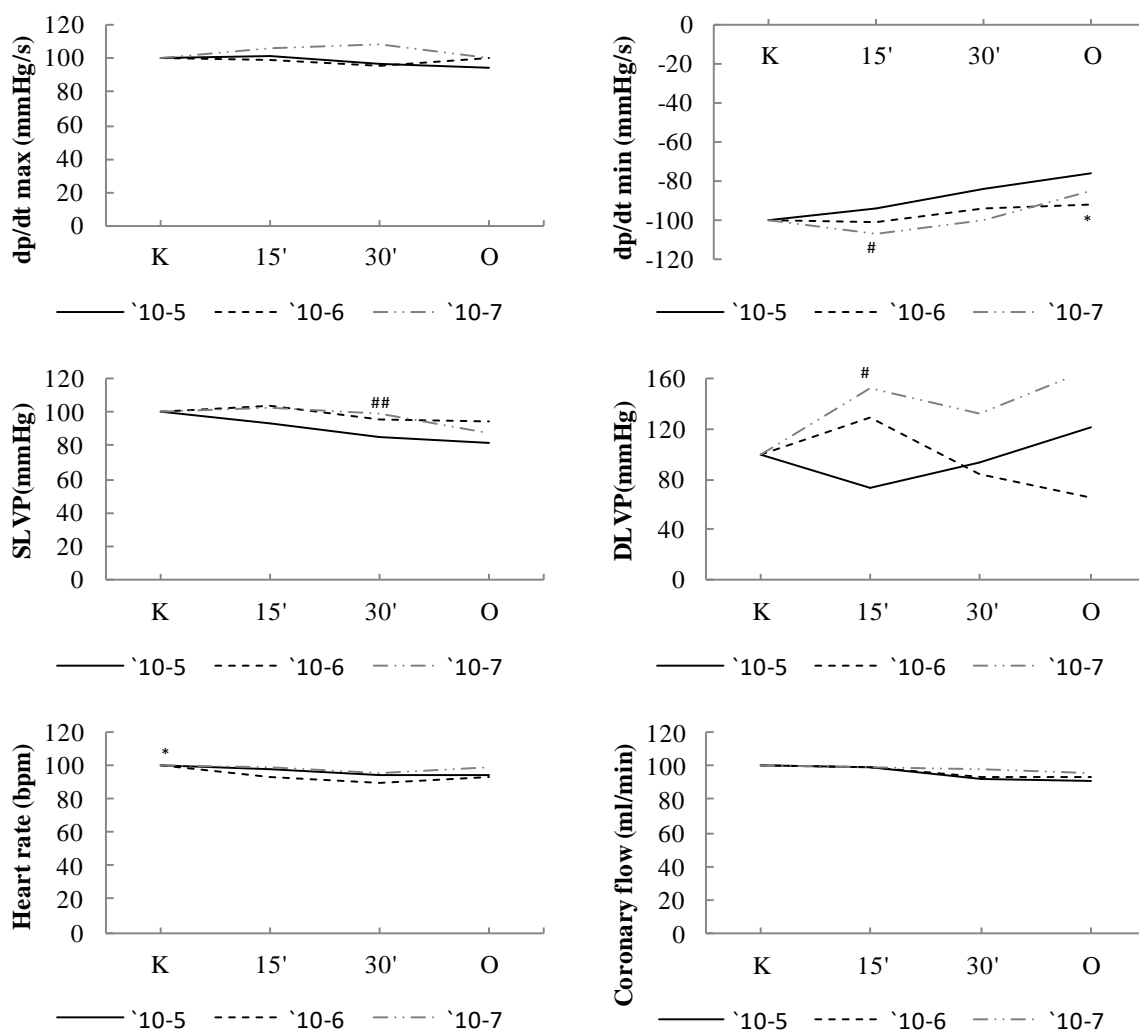 dp/dt max (mmHg/s)
120
100
80
60
40
20
0
K 15' 30' O
`10-5 `10-6 `10-7
dp/dt min (mmHg/s)
0
-20
-40
-60
-80
-100
-120
K 15' 30' O
#
*
`10-5 `10-6 `10-7
SLVP(mmHg)
120
100
80
60
40
20
0
##
K 15' 30' O
`10-5 `10-6 `10-7
DLVP(mmHg)
160
120
80
40
0
#
K 15' 30' O
`10-5 `10-6 `10-7
Heart rate (bpm)
120
100
80
60
40
20
0
*
K 15' 30' O
`10-5 `10-6 `10-7
Coronary flow (ml/min)
120
100
80
60
40
20
0
K 15' 30' O
`10-5 `10-6 `10-7